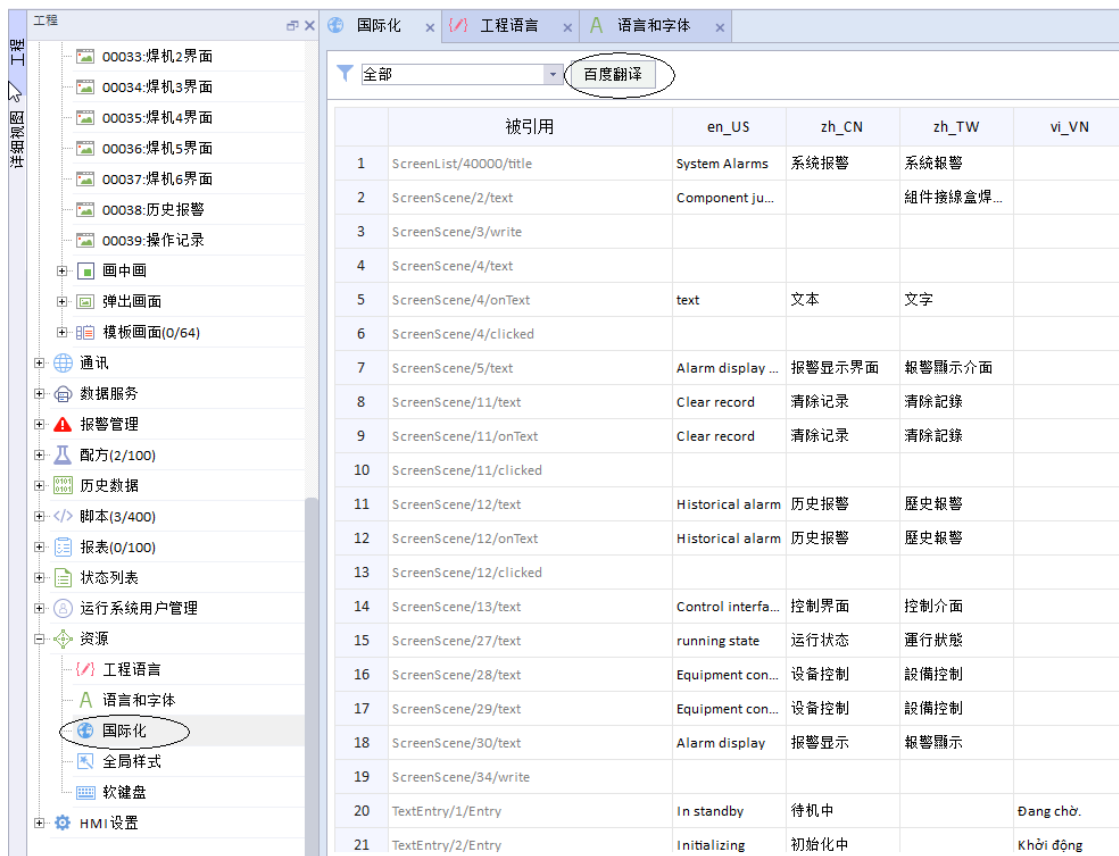 工程
工程
详细视图
00033:焊机2界面
00034:焊机3界面
00035:焊机4界面
00036:焊机5界面
00037:焊机6界面
00038:历史报警
00039:操作记录
画中画
弹出画面
模板画面(0/64)
通讯
数据服务
报警管理
配方(2/100)
历史数据
脚本(3/400)
报表(0/100)
状态列表
运行系统用户管理
资源
工程语言
语言和字体
国际化
全局样式
软键盘
HMI设置
国际化 工程语言 语言和字体
全部 百度翻译
被引用 en_US zh_CN zh_TW vi_VN
1 ScreenList/40000/title System Alarms 系统报警 系統報警
2 ScreenScene/2/text Component ju... 組件接線盒焊...
3 ScreenScene/3/write
4 ScreenScene/4/text
5 ScreenScene/4/onText text 文本 文字
6 ScreenScene/4/clicked
7 ScreenScene/5/text Alarm display ... 报警显示界面 報警顯示介面
8 ScreenScene/11/text Clear record 清除记录 清除記錄
9 ScreenScene/11/onText Clear record 清除记录 清除記錄
10 ScreenScene/11/clicked
11 ScreenScene/12/text Historical alarm 历史报警 歷史報警
12 ScreenScene/12/onText Historical alarm 历史报警 歷史報警
13 ScreenScene/12/clicked
14 ScreenScene/13/text Control interfa... 控制界面 控制介面
15 ScreenScene/27/text running state 运行状态 運行狀態
16 ScreenScene/28/text Equipment con... 设备控制 設備控制
17 ScreenScene/29/text Equipment con... 设备控制 設備控制
18 ScreenScene/30/text Alarm display 报警显示 報警顯示
19 ScreenScene/34/write
20 TextEntry/1/Entry In standby 待机中 Đang chờ.
21 TextEntry/2/Entry Initializing 初始化中 Khởi động